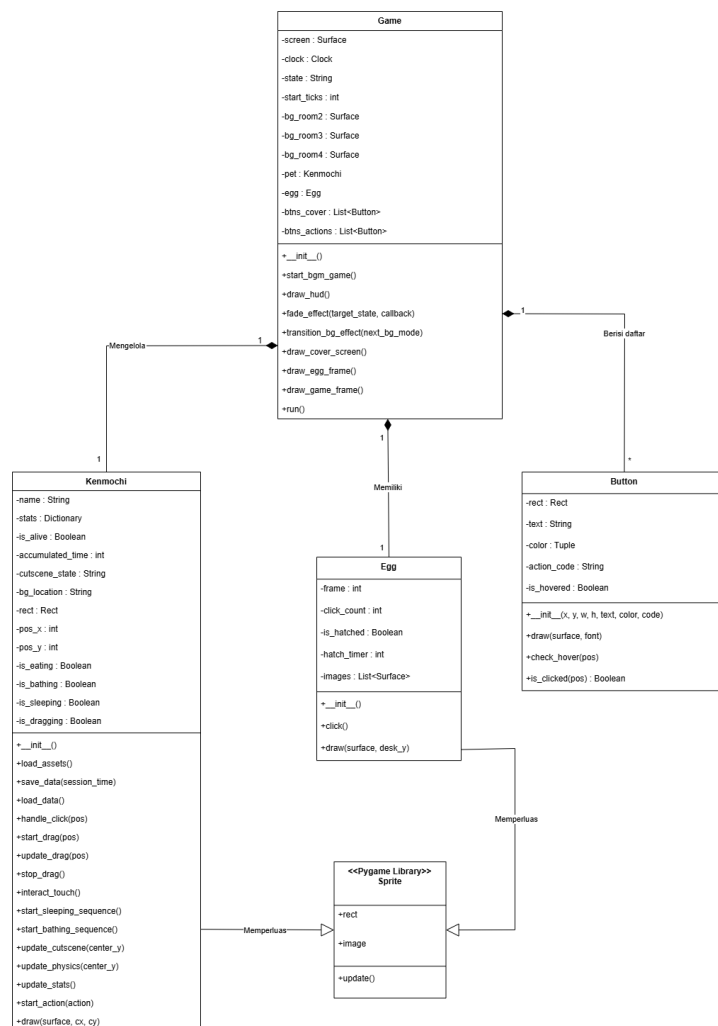 Game
-screen : Surface
-clock : Clock
-state : String
-start_ticks : int
-bg_room2 : Surface
-bg_room3 : Surface
-bg_room4 : Surface
-pet : Kenmochi
-egg : Egg
-btns_cover : List<Button>
-btns_actions : List<Button>
+__init__()
+start_bgm_game()
+draw_hud()
+fade_effect(target_state, callback)
+transition_bg_effect(next_bg_mode)
+draw_cover_screen()
+draw_egg_frame()
+draw_game_frame()
+run()
1
Mengelola
1
1
Memiliki
1
1
Berisi daftar
*
Kenmochi
-name : String
-stats : Dictionary
-is_alive : Boolean
-accumulated_time : int
-cutscene_state : String
-bg_location : String
-rect : Rect
-pos_x : int
-pos_y : int
-is_eating : Boolean
-is_bathing : Boolean
-is_sleeping : Boolean
-is_dragging : Boolean
+__init__()
+load_assets()
+save_data(session_time)
+load_data()
+handle_click(pos)
+start_drag(pos)
+update_drag(pos)
+stop_drag()
+interact_touch()
+start_sleeping_sequence()
+start_bathing_sequence()
+update_cutscene(center_y)
+update_physics(center_y)
+update_stats()
+start_action(action)
+draw(surface, cx, cy)
Egg
-frame : int
-click_count : int
-is_hatched : Boolean
-hatch_timer : int
-images : List<Surface>
+__init__()
+click()
+draw(surface, desk_y)
Button
-rect : Rect
-text : String
-color : Tuple
-action_code : String
-is_hovered : Boolean
+__init__(x, y, w, h, text, color, code)
+draw(surface, font)
+check_hover(pos)
+is_clicked(pos) : Boolean
Memperluas
Memperluas
<<Pygame Library>>
Sprite
+rect
+image
+update()